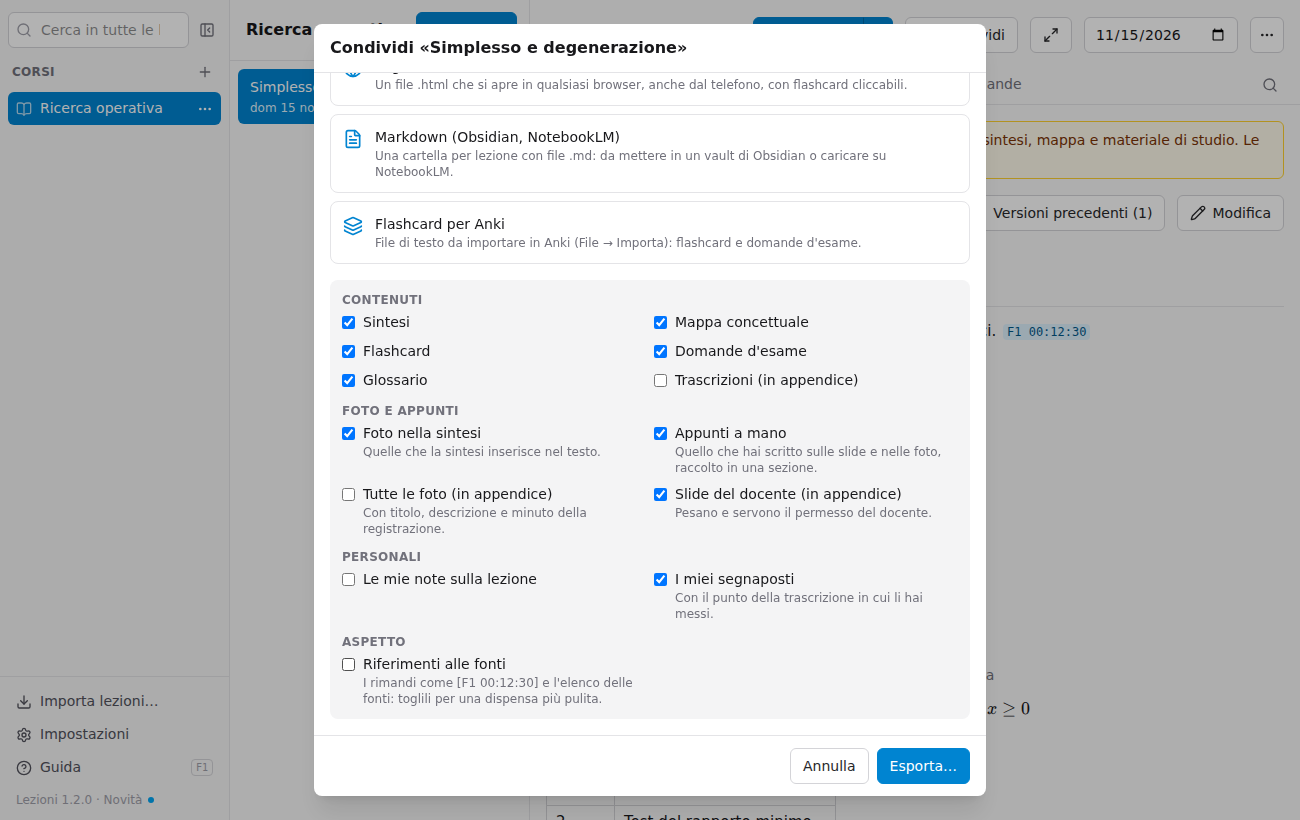 Cerca in tutte le l
CORSI
Ricerca operativa
Lezioni 1.2.0 · Novità
Importa lezioni…
Impostazioni
Guida
F1
Ricerca
Simplesso
dom 15 no
Condividi «Simplesso e degenerazione»
Un file .html che si apre in qualsiasi browser, anche dal telefono, con flashcard cliccabili.
Markdown (Obsidian, NotebookLM)
Una cartella per lezione con file .md: da mettere in un vault di Obsidian o caricare su
NotebookLM.
Flashcard per Anki
File di testo da importare in Anki (File → Importa): flashcard e domande d'esame.
CONTENUTI
Sintesi
Mappa concettuale
Flashcard
Domande d'esame
Glossario
Trascrizioni (in appendice)
FOTO E APPUNTI
Foto nella sintesi
Quelle che la sintesi inserisce nel testo.
Appunti a mano
Quello che hai scritto sulle slide e nelle foto,
raccolto in una sezione.
Tutte le foto (in appendice)
Con titolo, descrizione e minuto della
registrazione.
Slide del docente (in appendice)
Pesano e servono il permesso del docente.
PERSONALI
Le mie note sulla lezione
I miei segnaposti
Con il punto della trascrizione in cui li hai
messi.
ASPETTO
Riferimenti alle fonti
I rimandi come [F1 00:12:30] e l'elenco delle
fonti: toglili per una dispensa più pulita.
Annulla
Esporta…
vidi
11/15/2026
ande
sintesi, mappa e materiale di studio. Le
Versioni precedenti (1)
Modifica
i. F1 00:12:30
a
x ≥ 0
Test del rapporto minimo